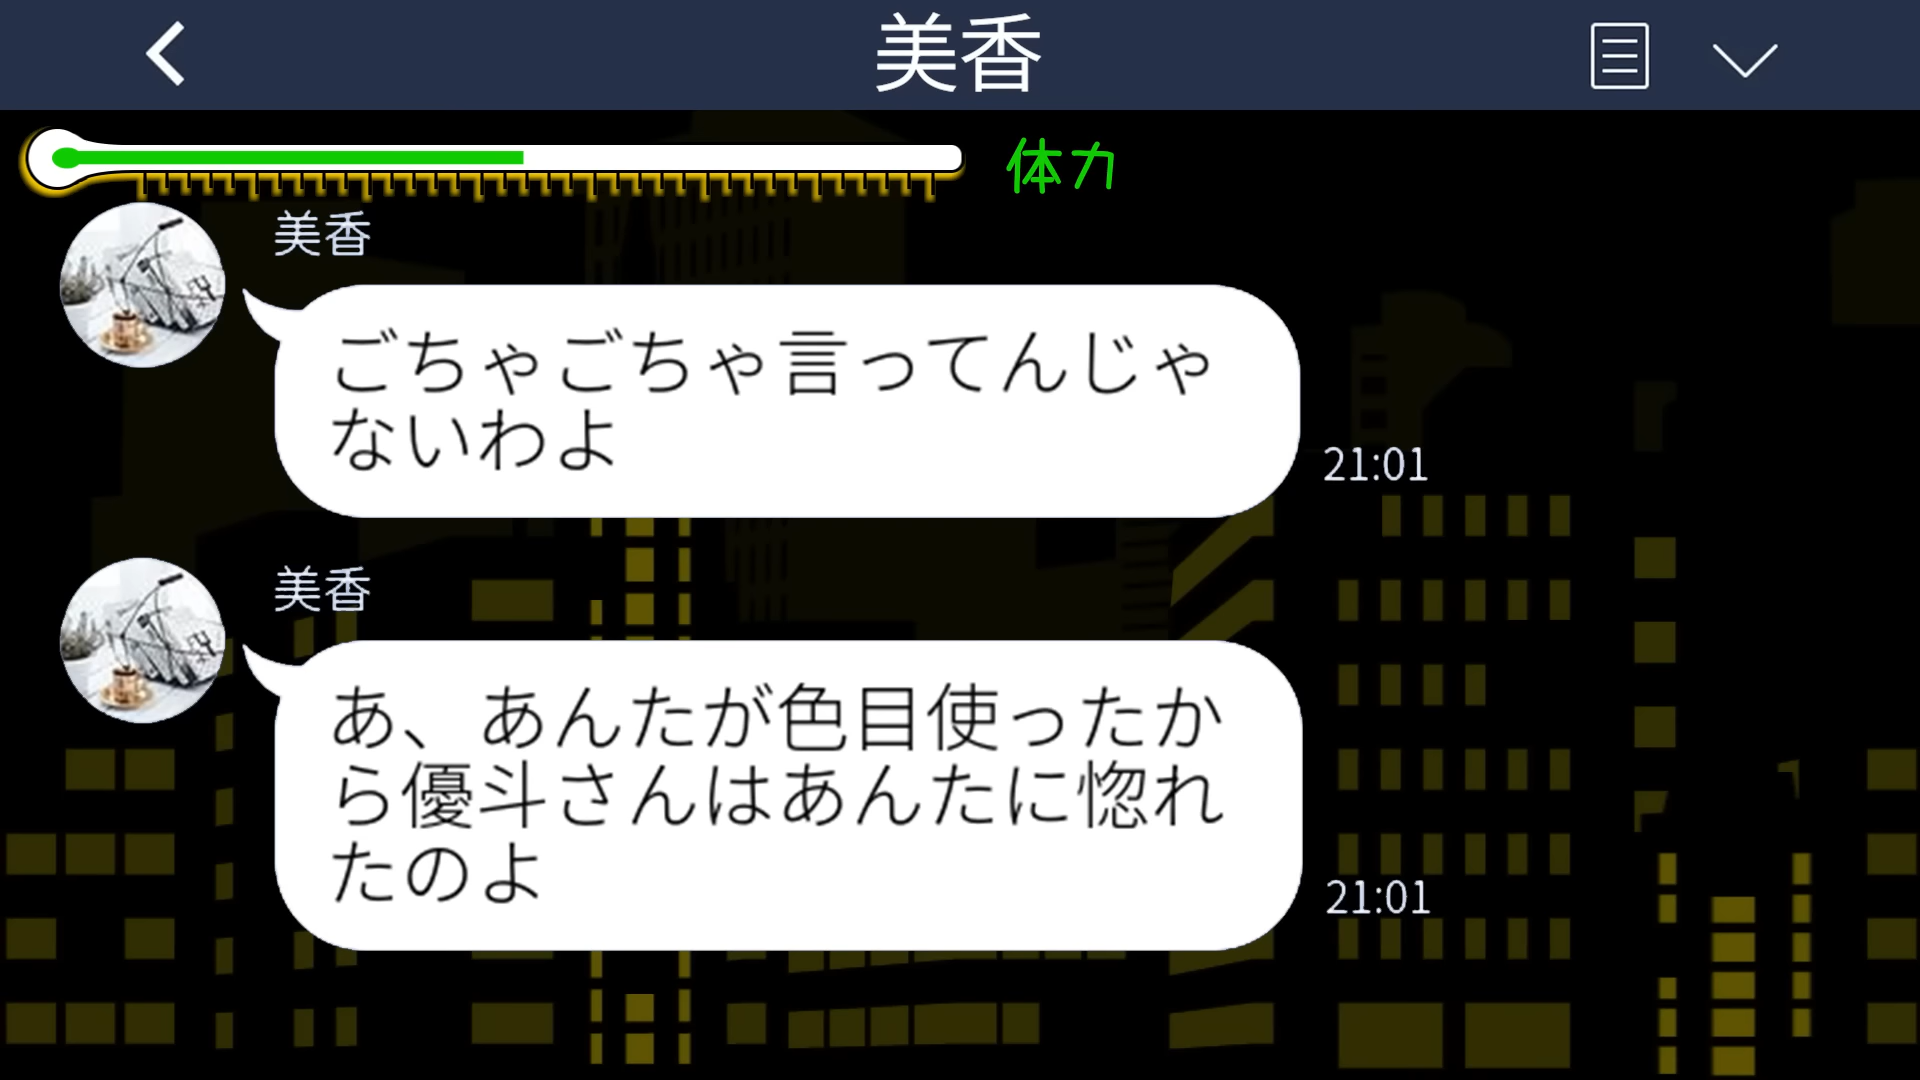 美香
体力
美香
ごちゃごちゃ言ってんじゃ
ないわよ
21:01
美香
あ、あんたが色目使ったか
ら優斗さんはあんたに惚れ
たのよ
21:01